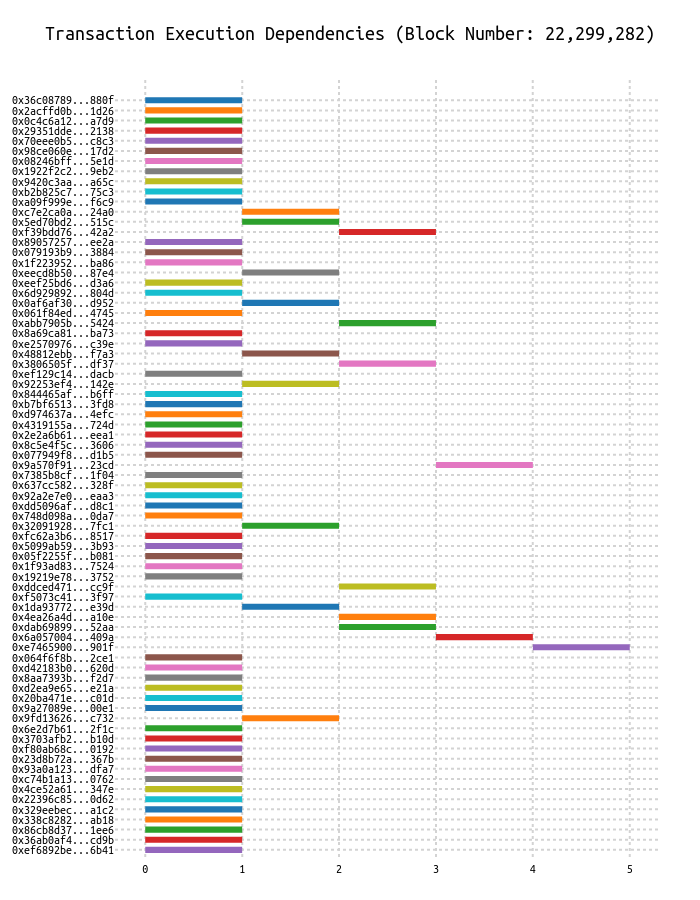 Transaction Execution Dependencies (Block Number: 22,299,282)
0x36c08789...880f
0x2acffd0b...1d26
0x0c4c6a12...a7d9
0x29351dde...2138
0x70eee0b5...c8c3
0x98ce060e...17d2
0x08246bff...5e1d
0x1922f2c2...9eb2
0x9420c3aa...a65c
0xb2b825c7...75c3
0xa09f999e...f6c9
0xc7e2ca0a...24a0
0x5ed70bd2...515c
0xf39bdd76...42a2
0x89057257...ee2a
0x079193b9...3884
0x1f223952...ba86
0xeecd8b50...87e4
0xeef25bd6...d3a6
0x6d929892...804d
0x0af6af30...d952
0x061f84ed...4745
0xabb7905b...5424
0x8a69ca81...ba73
0xe2570976...c39e
0x48812ebb...f7a3
0x3806505f...df37
0xef129c14...dacb
0x92253ef4...142e
0x844465af...b6ff
0xb7bf6513...3fd8
0xd974637a...4efc
0x4319155a...724d
0x2e2a6b61...eea1
0x8c5e4f5c...3606
0x077949f8...d1b5
0x9a570f91...23cd
0x7385b8cf...1f04
0x637cc582...328f
0x92a2e7e0...eaa3
0xdd5096af...d8c1
0x748d098a...0da7
0x32091928...7fc1
0xfc62a3b6...8517
0x5099ab59...3b93
0x05f2255f...b081
0x1f93ad83...7524
0x19219e78...3752
0xddced471...cc9f
0xf5073c41...3f97
0x1da93772...e39d
0x4ea26a4d...a10e
0xdab69899...52aa
0x6a057004...409a
0xe7465900...901f
0x064f6f8b...2ce1
0xd42183b0...620d
0x8aa7393b...f2d7
0xd2ea9e65...e21a
0x20ba471e...c01d
0x9a27089e...00e1
0x9fd13626...c732
0x6e2d7b61...2f1c
0x3703afb2...b10d
0xf80ab68c...0192
0x23d8b72a...367b
0x93a0a123...dfa7
0xc74b1a13...0762
0x4ce52a61...347e
0x22396c85...0d62
0x329eebec...a1c2
0x338c8282...ab18
0x86cb8d37...1ee6
0x36ab0af4...cd9b
0xef6892be...6b41
0 1 2 3 4 5